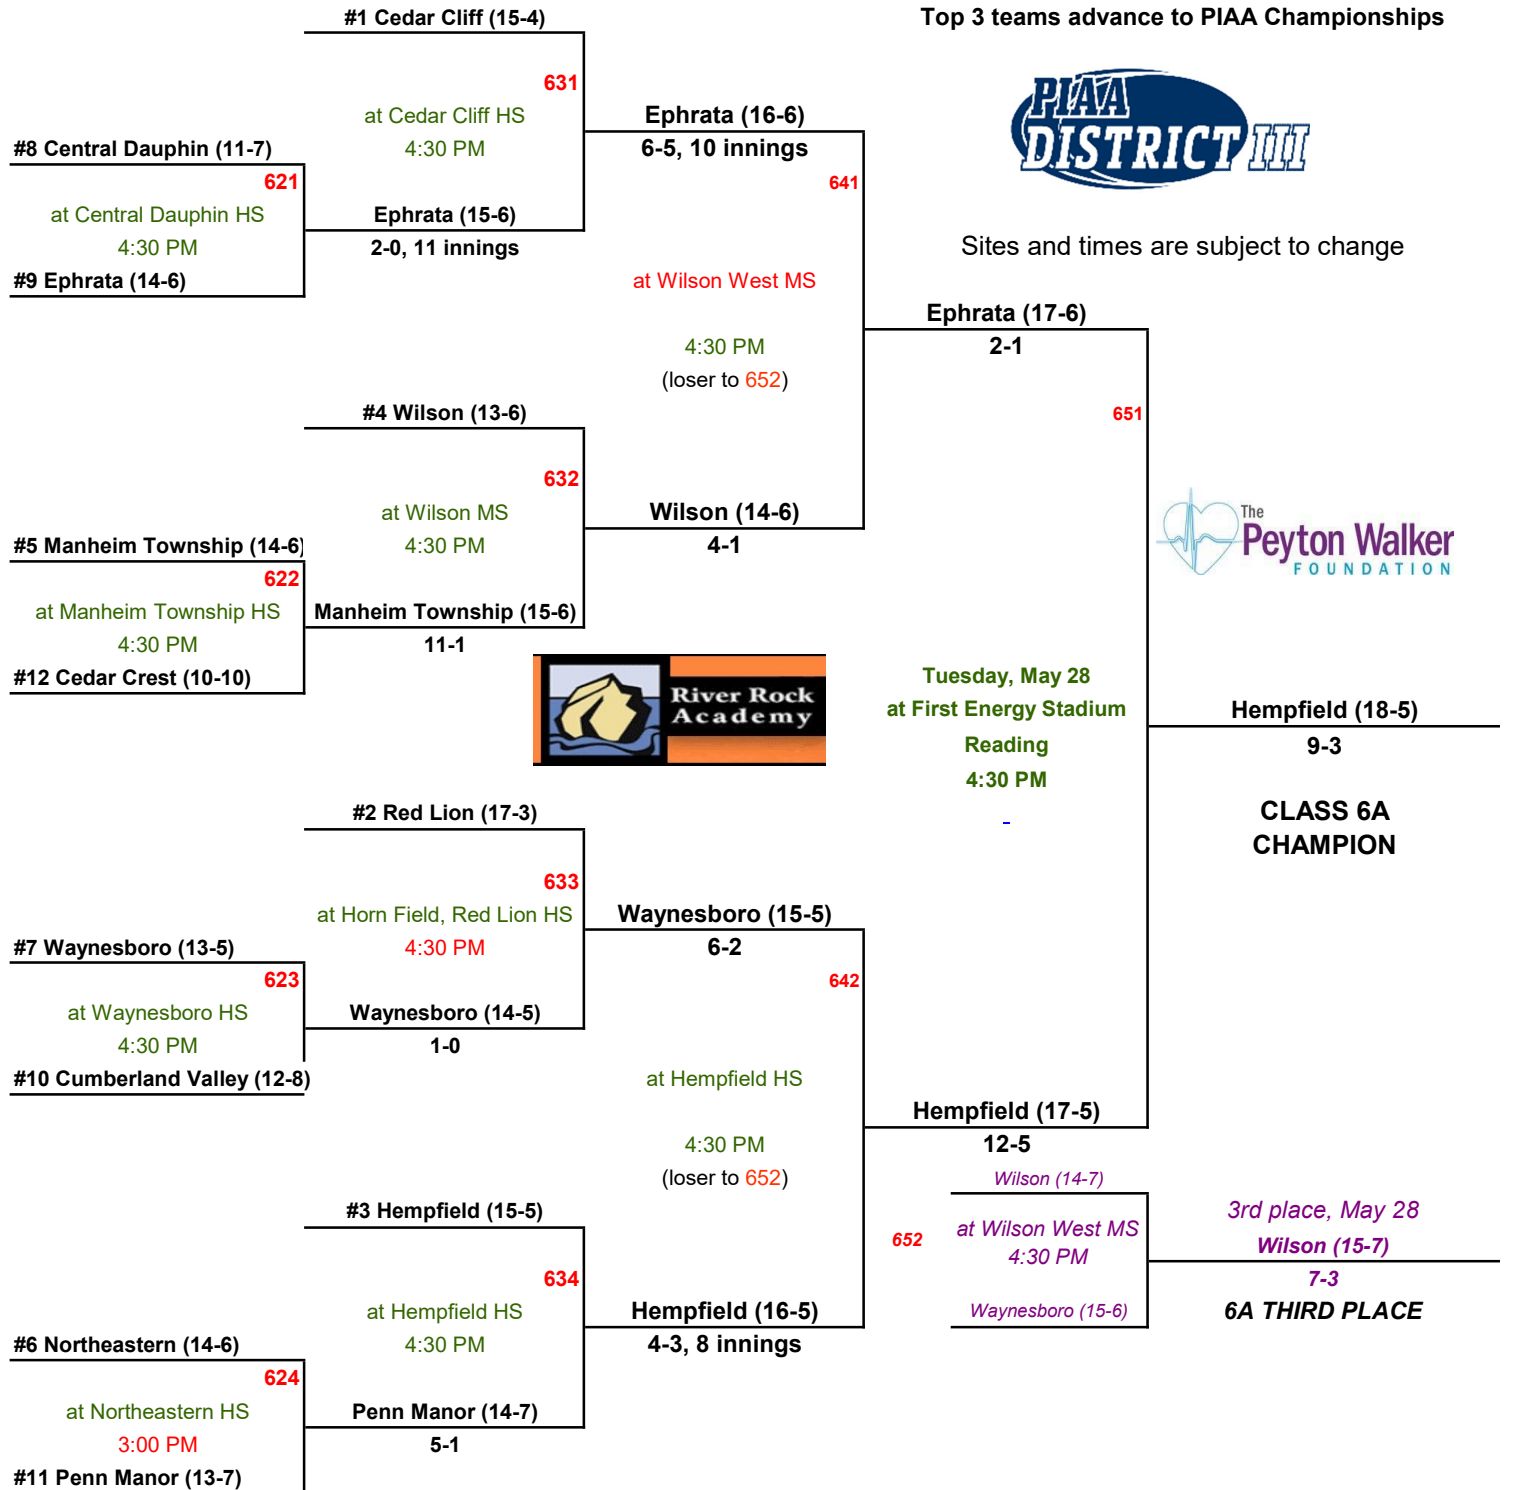 #1 Cedar Cliff (15-4)
Top 3 teams advance to PIAA Championships
631
at Cedar Cliff HS
4:30 PM
Ephrata (16-6)
6-5, 10 innings
PIAA
DISTRICT III
#8 Central Dauphin (11-7)
621
at Central Dauphin HS
4:30 PM
#9 Ephrata (14-6)
Ephrata (15-6)
2-0, 11 innings
641
at Wilson West MS
4:30 PM
(loser to 652)
Sites and times are subject to change
Ephrata (17-6)
2-1
#4 Wilson (13-6)
632
at Wilson MS
4:30 PM
Wilson (14-6)
4-1
651
The
Peyton Walker
FOUNDATION
#5 Manheim Township (14-6)
622
at Manheim Township HS
4:30 PM
#12 Cedar Crest (10-10)
Manheim Township (15-6)
11-1
River Rock
Academy
Tuesday, May 28
at First Energy Stadium
Reading
4:30 PM
Hempfield (18-5)
9-3
CLASS 6A
CHAMPION
#2 Red Lion (17-3)
633
at Horn Field, Red Lion HS
4:30 PM
Waynesboro (15-5)
6-2
#7 Waynesboro (13-5)
623
at Waynesboro HS
4:30 PM
#10 Cumberland Valley (12-8)
Waynesboro (14-5)
1-0
642
at Hempfield HS
4:30 PM
(loser to 652)
Hempfield (17-5)
12-5
#3 Hempfield (15-5)
634
at Hempfield HS
4:30 PM
Hempfield (16-5)
4-3, 8 innings
Wilson (14-7)
652
at Wilson West MS
4:30 PM
Waynesboro (15-6)
3rd place, May 28
Wilson (15-7)
7-3
6A THIRD PLACE
#6 Northeastern (14-6)
624
at Northeastern HS
3:00 PM
#11 Penn Manor (13-7)
Penn Manor (14-7)
5-1